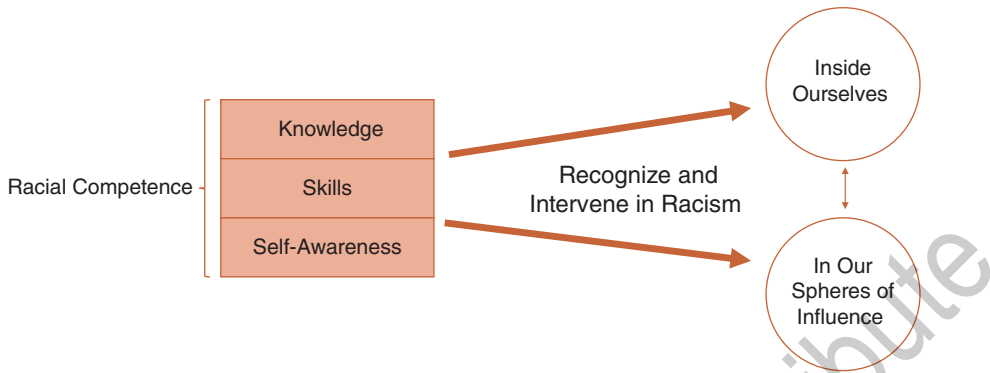 Racial Competence
Knowledge
Skills
Self-Awareness
Recognize and
Intervene in Racism
Inside
Ourselves
In Our
Spheres of
Influence